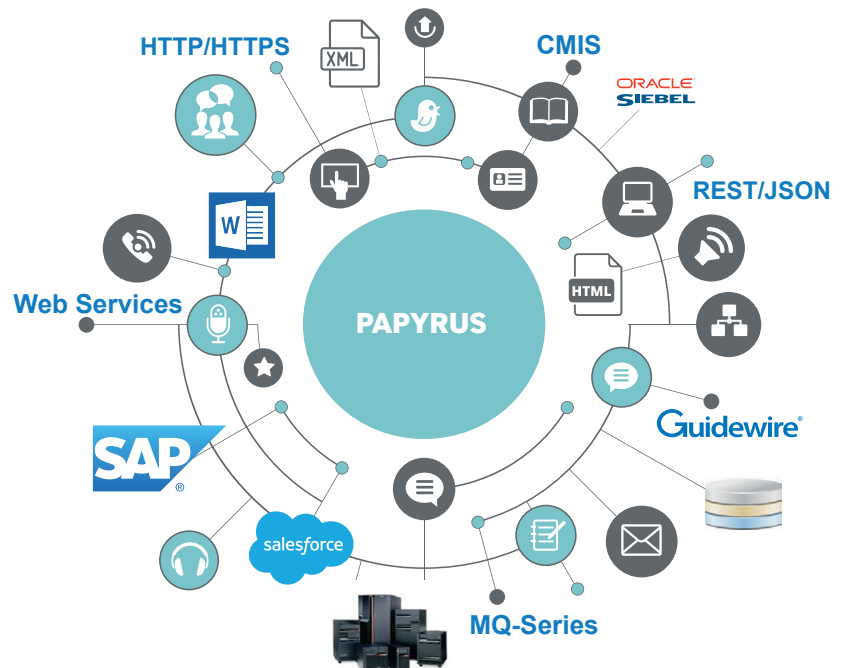 HTTP/HTTPS
XML
CMIS
ORACLE
SIEBEL
REST/JSON
W
HTML
Web Services
PAPYRUS
Guidewire®
SAP®
salesforce
MQ-Series